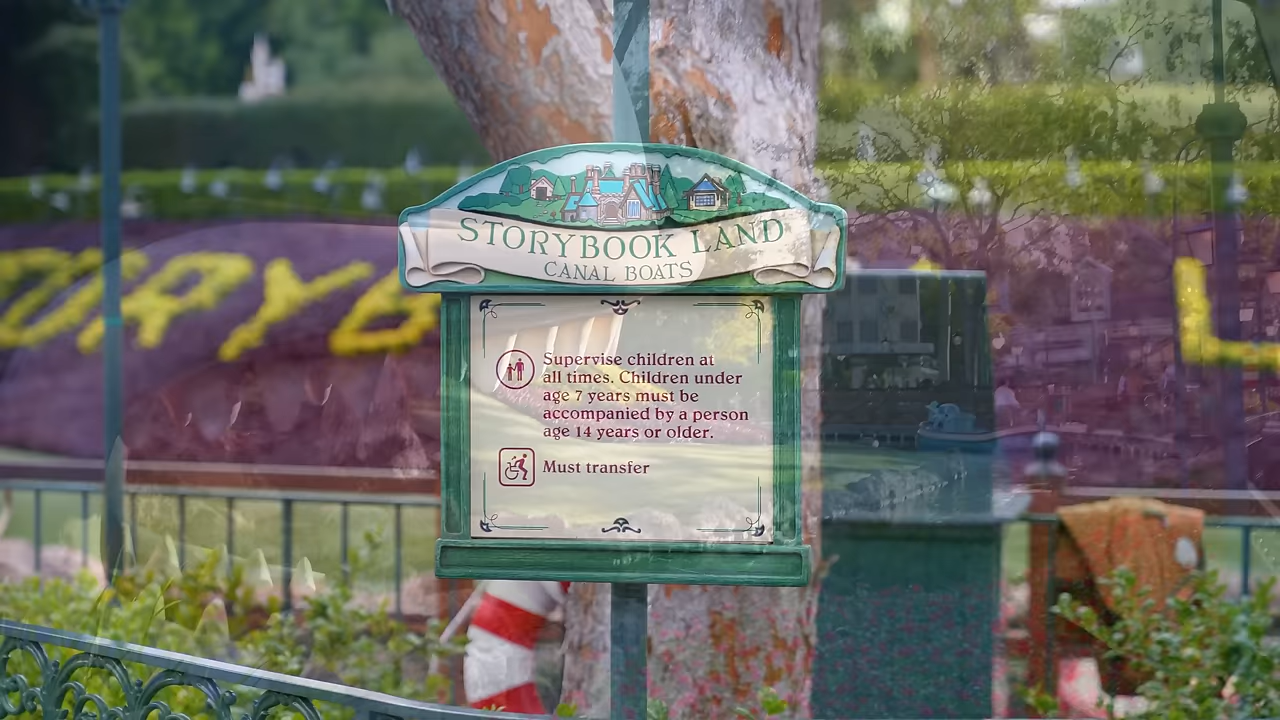 STORYBOOK LAND
CANAL BOATS
Supervise children at
all times. Children under
age 7 years must be
accompanied by a person
age 14 years or older.
Must transfer